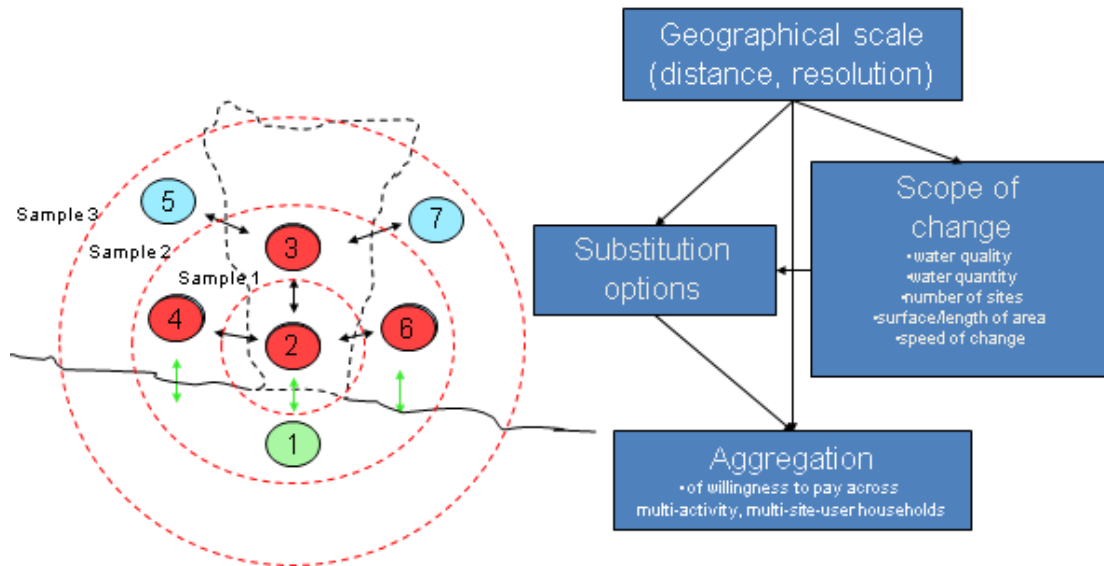 Sample 3
Sample 2
Sample 1
5
7
3
4
2
6
1
Geographical scale
(distance, resolution)
Scope of
change
•water quality
•water quantity
•number of sites
•surface/length of area
•speed of change
Substitution
options
Aggregation
•of willingness to pay across
multi-activity, multi-site-user households